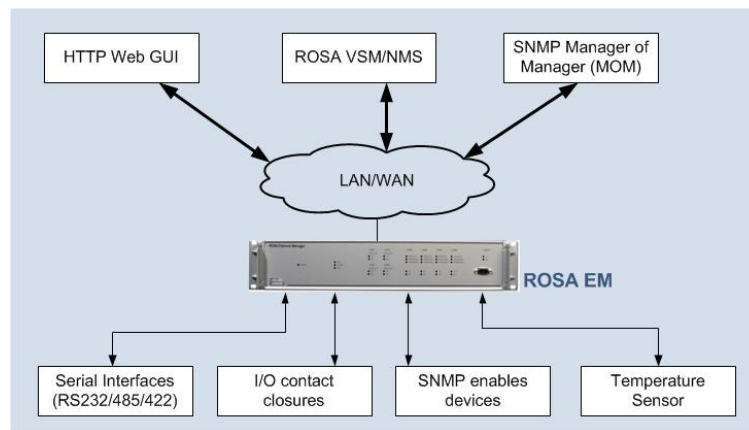 HTTP Web GUI
ROSA VSM/NMS
SNMP Manager of
Manager (MOM)
LAN/WAN
ROSA EM
Serial Interfaces
(RS232/485/422)
I/O contact
closures
SNMP enables
devices
Temperature
Sensor